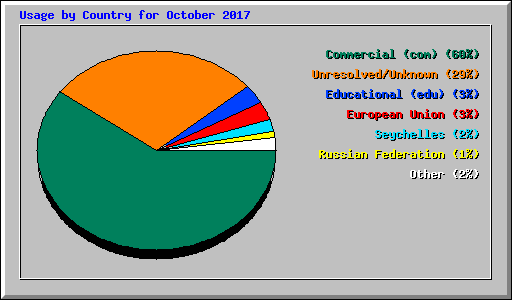 Usage by Country for October 2017
Commercial (com) (60%)
Unresolved/Unknown (29%)
Educational (edu) (3%)
European Union (3%)
Seychelles (2%)
Russian Federation (1%)
Other (2%)